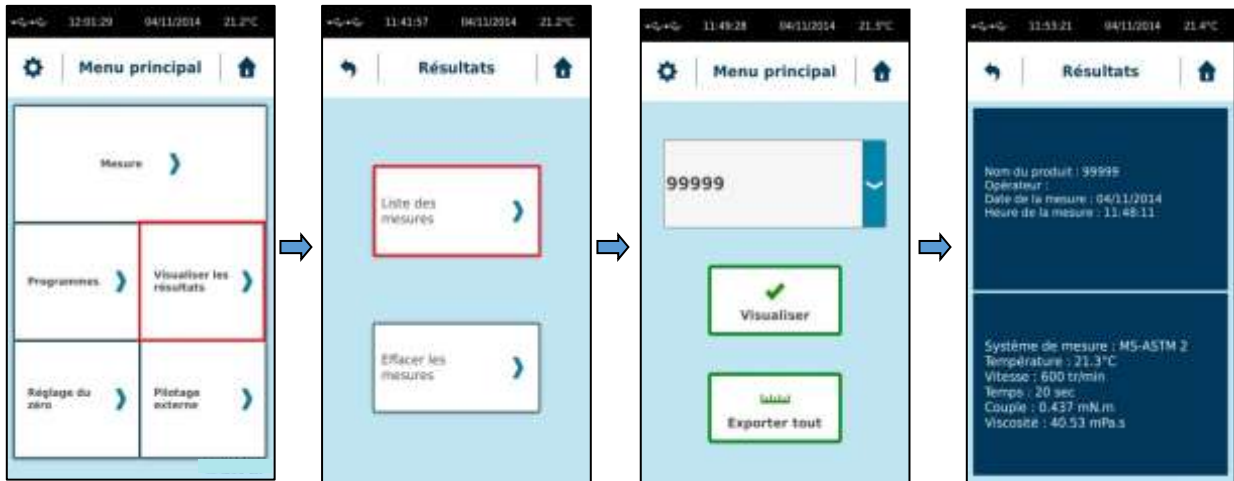 12:01:29 04/11/2014 21.2°C
Menu principal
Mesure
Programmes
Visualiser les
résultats
Réglage du
zéro
Pilotage
externe
11:41:57 04/11/2014 21.2°C
Résultats
Liste des
mesures
Effacer les
mesures
11:49:28 04/11/2014 21.3°C
Menu principal
99999
Visualiser
Exporter tout
11:53:21 04/11/2014 21.4°C
Résultats
Nom du produit : 99999
Opérateur :
Date de la mesure : 04/11/2014
Heure de la mesure : 11:48:11
Système de mesure : MS-ASTM 2
Température : 21.3°C
Vitesse : 600 tr/min
Temps : 20 sec
Couple : 0.437 mN.m
Viscosité : 40.53 mPa.s